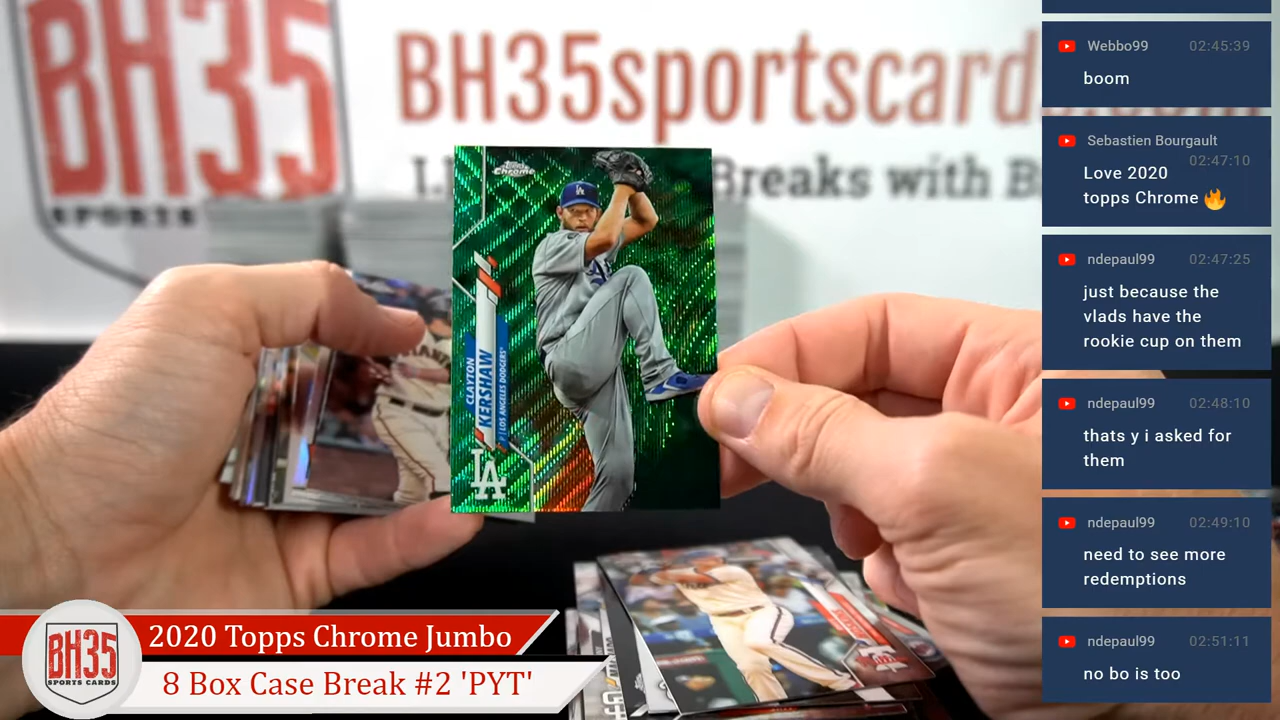 BH35
SPORTS
BH35sportscard
Breaks with B
Topps
Chrome
LA
CLAYTON
KERSHAW
LOS ANGELES DODGERS
LA
BH35
SPORTS CARDS
2020 Topps Chrome Jumbo
8 Box Case Break #2 'PYT'
Webbo99 02:45:39
boom
Sebastien Bourgault
02:47:10
Love 2020
topps Chrome 🔥
ndepaul99 02:47:25
just because the
vlads have the
rookie cup on them
ndepaul99 02:48:10
thats y i asked for
them
ndepaul99 02:49:10
need to see more
redemptions
ndepaul99 02:51:11
no bo is too